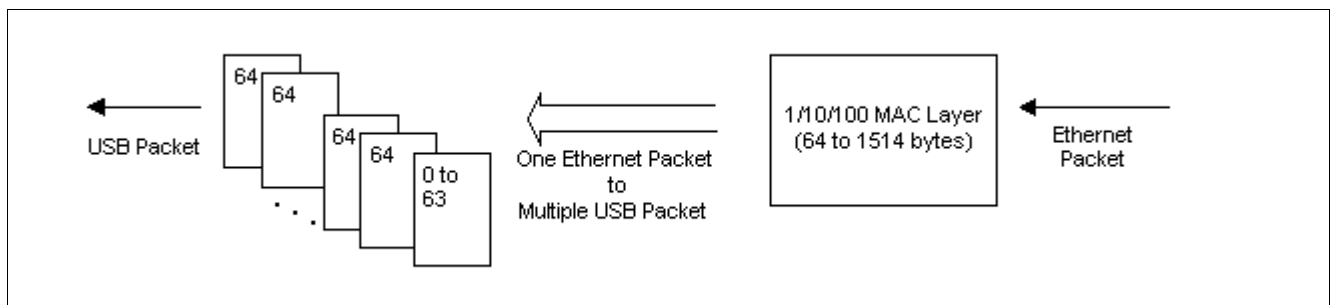 64
64
64
64
0 to
63
USB Packet
One Ethernet Packet
to
Multiple USB Packet
1/10/100 MAC Layer
(64 to 1514 bytes)
Ethernet
Packet